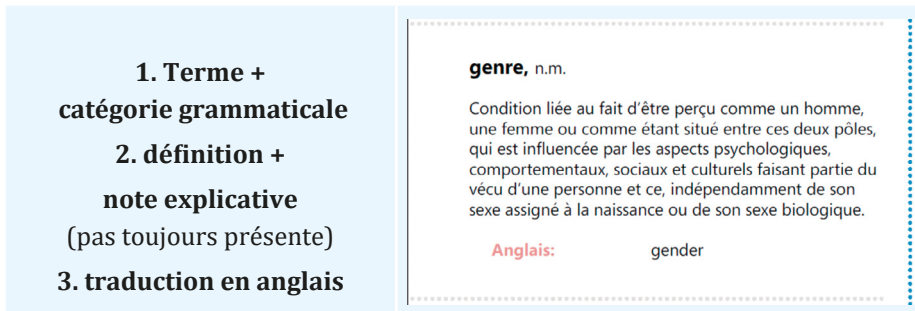 1. Terme +
catégorie grammaticale
2. définition +
note explicative
(pas toujours présente)
3. traduction en anglais
genre, n.m.
Condition liée au fait d'être perçu comme un homme,
une femme ou comme étant situé entre ces deux pôles,
qui est influencée par les aspects psychologiques,
comportementaux, sociaux et culturels faisant partie du
vécu d'une personne et ce, indépendamment de son
sexe assigné à la naissance ou de son sexe biologique.
Anglais: gender